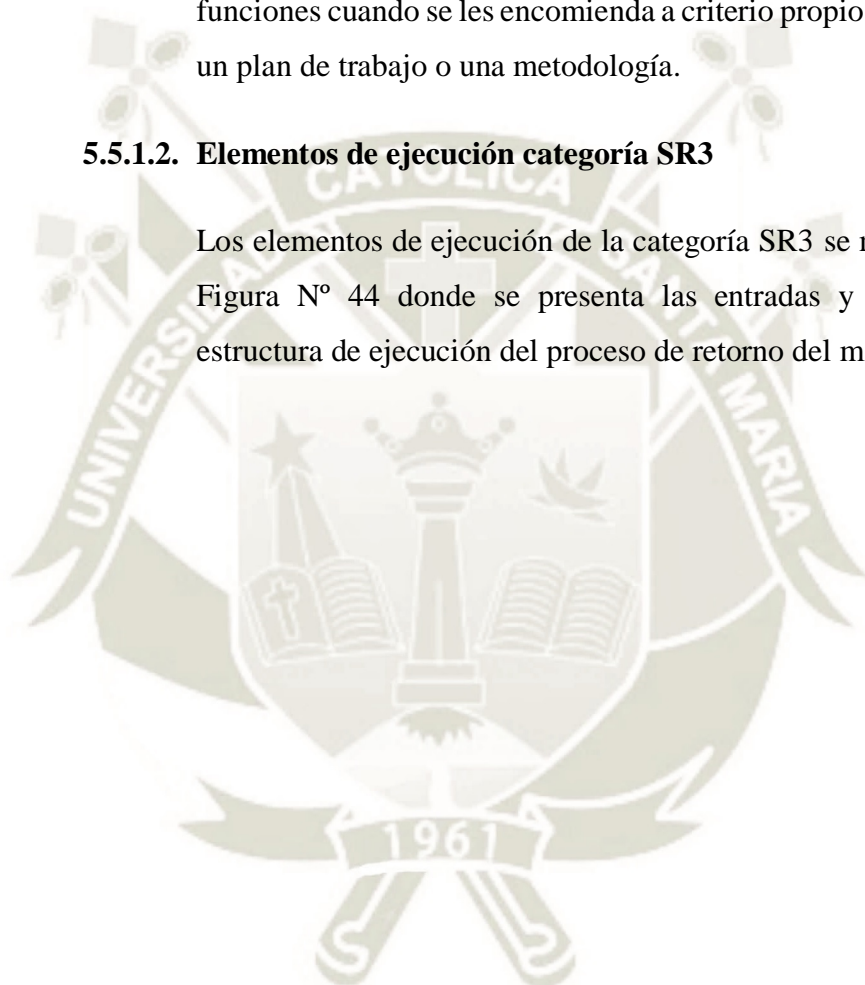 funciones cuando se les encomienda a criterio propio
un plan de trabajo o una metodología.
5.5.1.2. Elementos de ejecución categoría SR3
Los elementos de ejecución de la categoría SR3 se
Figura Nº 44 donde se presenta las entradas y
estructura de ejecución del proceso de retorno del
UNIVERSIDAD CATOLICA SANTA MARIA
1961